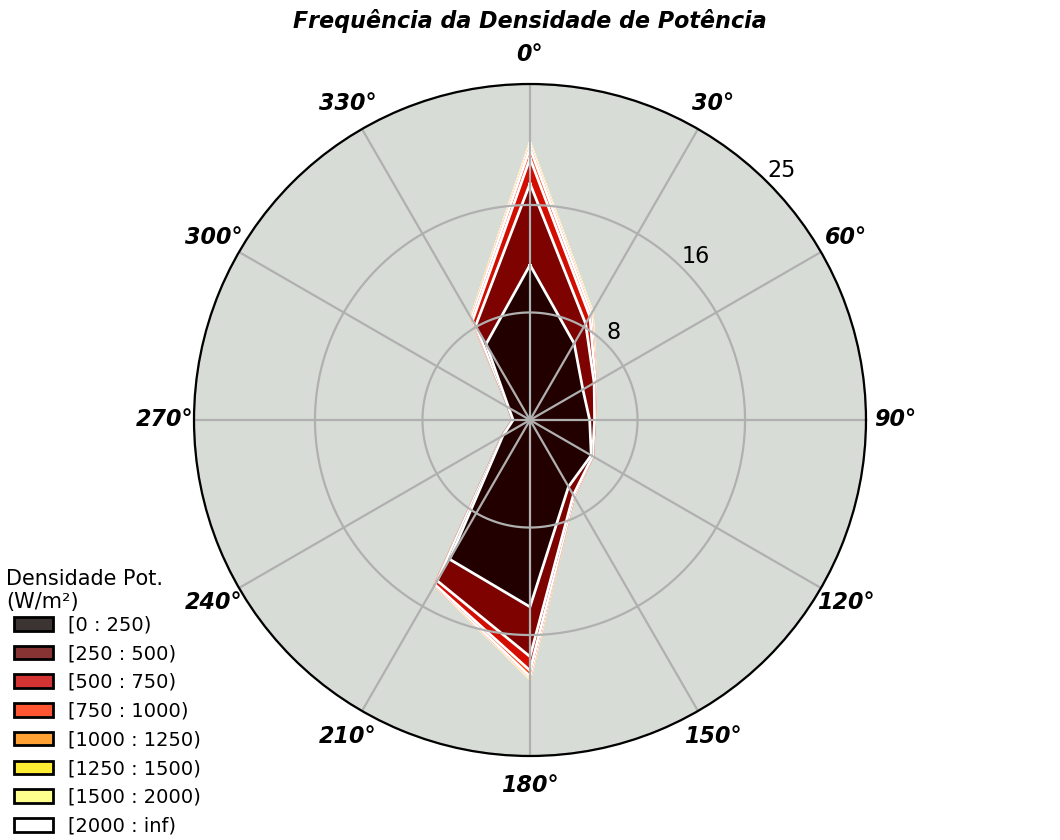 Frequência da Densidade de Potência
0°
330°
30°
25
300°
60°
16
8
270°
90°
240°
120°
210°
150°
180°
Densidade Pot.
(W/m²)
[0 : 250)
[250 : 500)
[500 : 750)
[750 : 1000)
[1000 : 1250)
[1250 : 1500)
[1500 : 2000)
[2000 : inf)